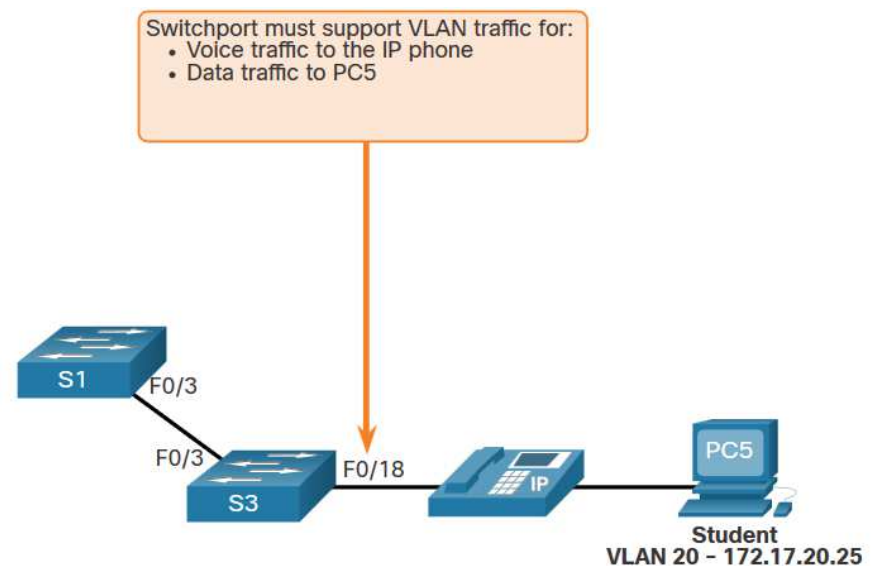 Switchport must support VLAN traffic for:
• Voice traffic to the IP phone
• Data traffic to PC5
S1
F0/3
F0/3
S3
F0/18
IP
PC5
Student
VLAN 20 - 172.17.20.25